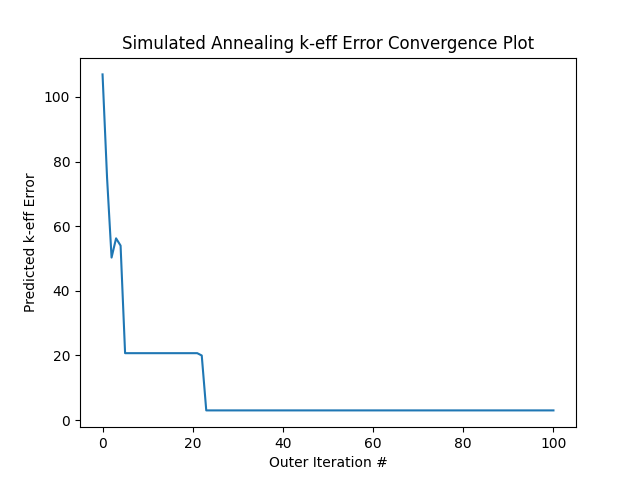 Simulated Annealing k-eff Error Convergence Plot
100
80
60
40
20
0
Predicted k-eff Error
0 20 40 60 80 100
Outer Iteration #